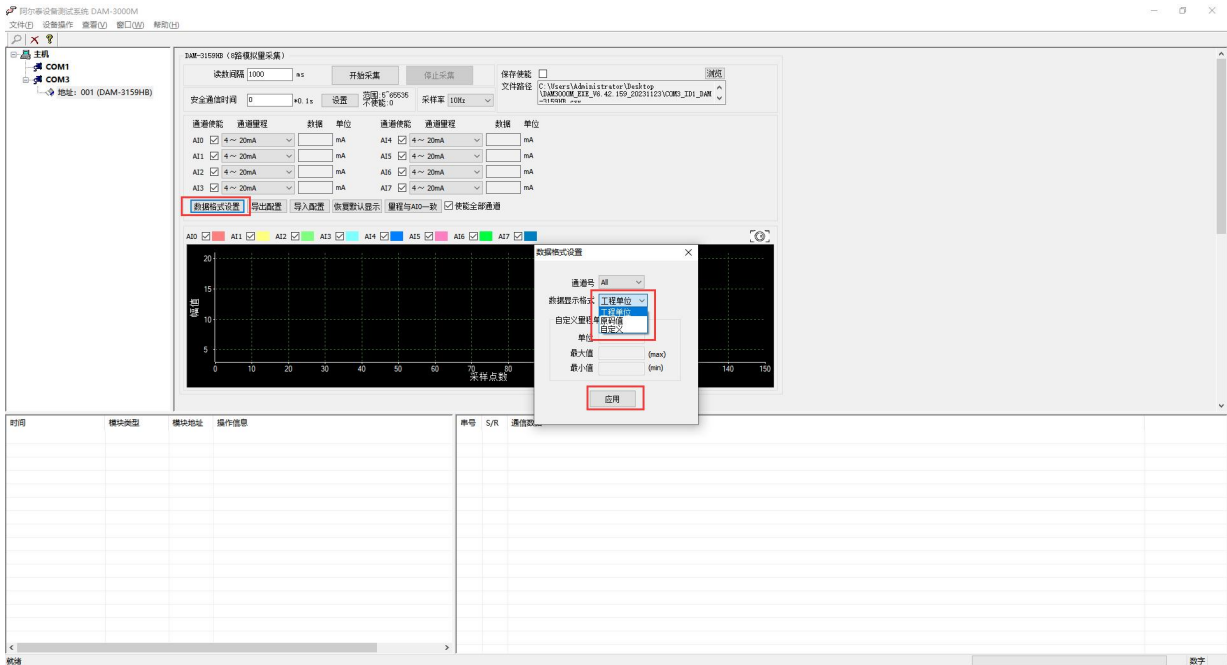 阿尔泰设备测试系统 DAM-3000M
文件(F) 设备操作 查看(V) 窗口(W) 帮助(H)
主机
COM1
COM3
地址: 001 (DAM-3159HB)
DAM-3159HB (8路模拟量采集)
读数间隔 1000 ms 开始采集 停止采集 保存使能 浏览
文件路径 C:\Users\Administrator\Desktop
\DAM3000M_EXE_V6.42.159_20231123\COM3_ID1_DAM
安全通信时间 0 *0.1s 设置 范围:5~65535 采样率 10Hz
不使能:0
通道使能 通道量程 数据 单位 通道使能 通道量程 数据 单位
AI0 4~ 20mA mA AI4 4~ 20mA mA
AI1 4~ 20mA mA AI5 4~ 20mA mA
AI2 4~ 20mA mA AI6 4~ 20mA mA
AI3 4~ 20mA mA AI7 4~ 20mA mA
数据格式设置 导出配置 导入配置 恢复默认显示 量程与AI0一致 使能全部通道
AI0 AI1 AI2 AI3 AI4 AI5 AI6 AI7
20
15
10
5
幅值
0 10 20 30 40 50 60 70 80 140 150
采样点数
数据格式设置
通道号 All
数据显示格式 工程单位
工程单位
原码值
自定义
自定义量程单
单位
最大值 (max)
最小值 (min)
应用
时间 模块类型 模块地址 操作信息 串号 S/R 通信数
就绪 数字